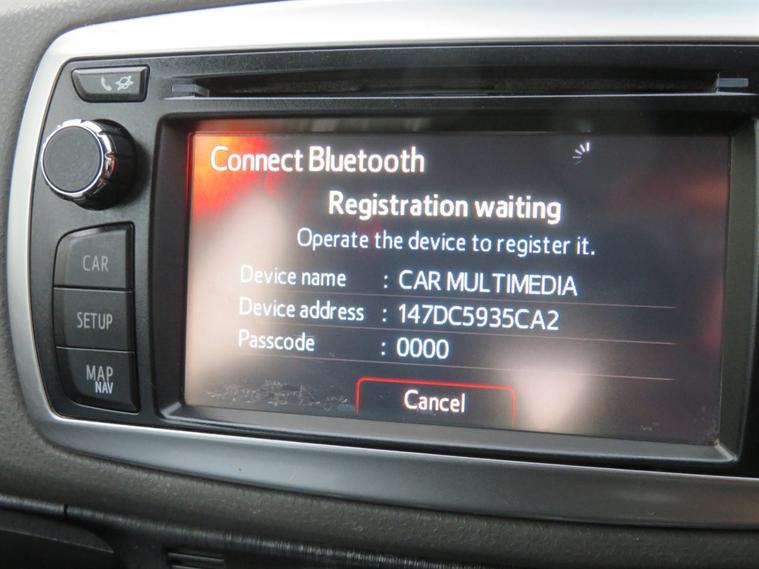 Connect Bluetooth
Registration waiting
Operate the device to register it.
Device name : CAR MULTIMEDIA
Device address : 147DC5935CA2
Passcode : 0000
Cancel
CAR
SETUP
MAP
NAV